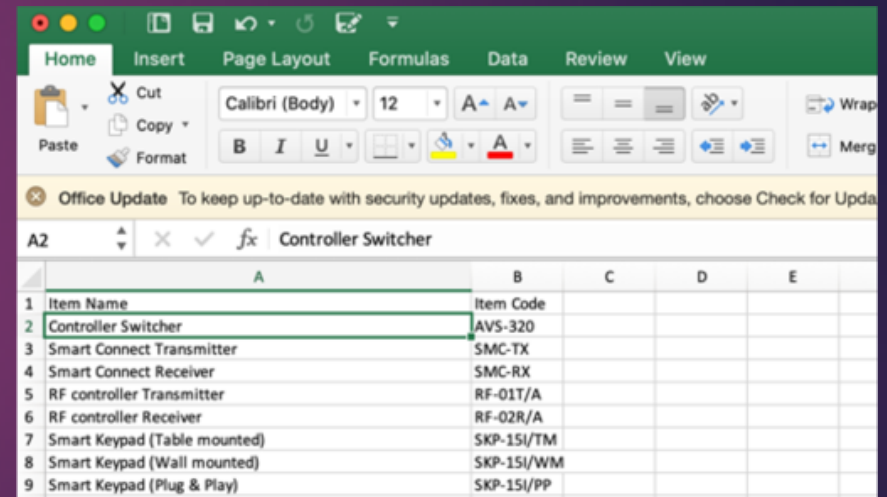 Home Insert Page Layout Formulas Data Review View
Cut
Calibri (Body) 12 A A
Wrap
Copy
Paste
B I U A
Merg
Format
Office Update To keep up-to-date with security updates, fixes, and improvements, choose Check for Upda
A2 fx Controller Switcher
A B C D E
1 Item Name Item Code
2 Controller Switcher AVS-320
3 Smart Connect Transmitter SMC-TX
4 Smart Connect Receiver SMC-RX
5 RF controller Transmitter RF-01T/A
6 RF controller Receiver RF-02R/A
7 Smart Keypad (Table mounted) SKP-15I/TM
8 Smart Keypad (Wall mounted) SKP-15I/WM
9 Smart Keypad (Plug & Play) SKP-15I/PP